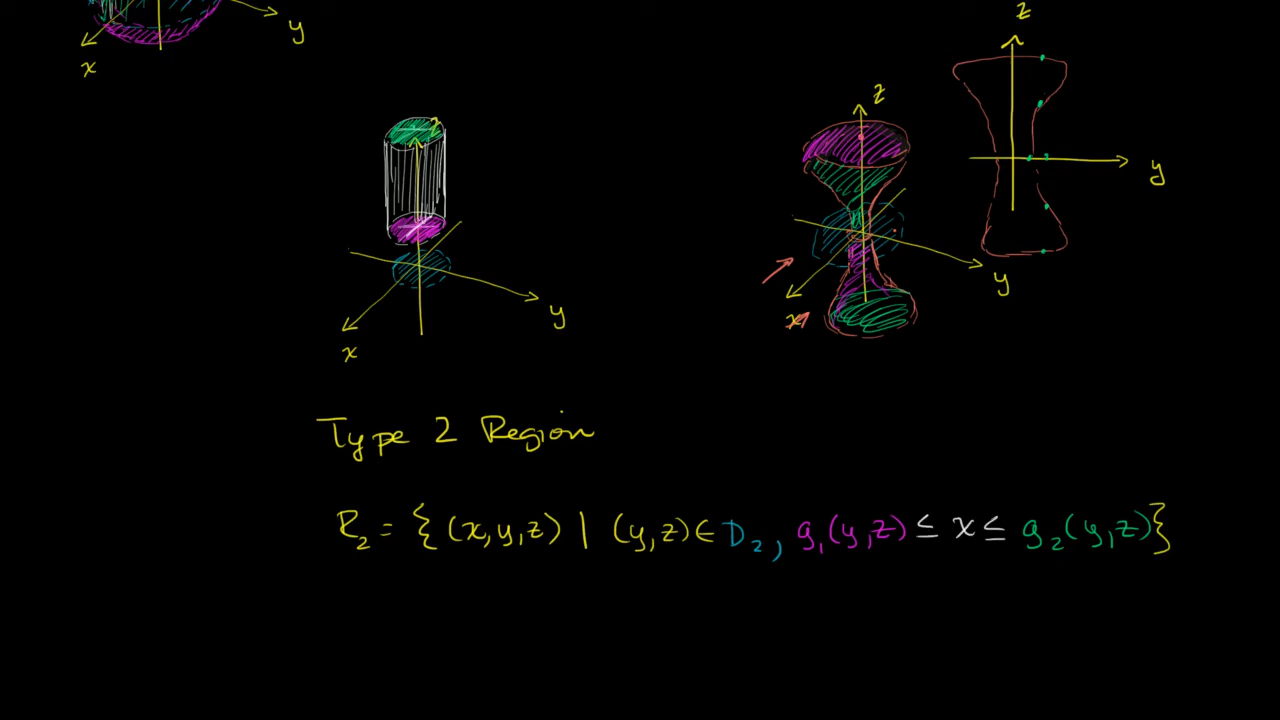 y
x
z
y
x
z
y
x
z
y
Type 2 Region
R₂ = {(x,y,z) | (y,z) ∈ D₂, g₁(y,z) ≤ x ≤ g₂(y,z)}